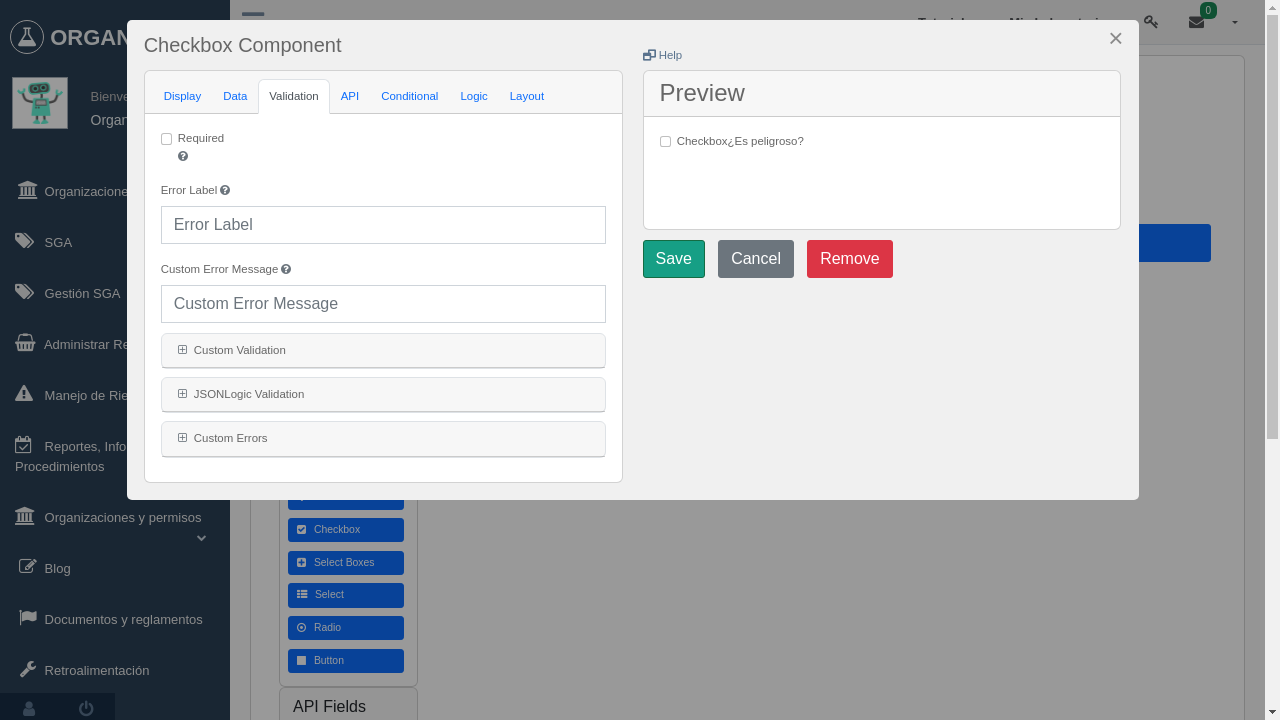 ORGAN
Bienve
Organ
Organizacione
SGA
Gestión SGA
Administrar Re
Manejo de Rie
Reportes, Info
Procedimientos
Organizaciones y permisos
Blog
Documentos y reglamentos
Retroalimentación
0
Checkbox Component
×
Help
Display
Data
Validation
API
Conditional
Logic
Layout
Required
Error Label
Error Label
Custom Error Message
Custom Error Message
Custom Validation
JSONLogic Validation
Custom Errors
Preview
Checkbox¿Es peligroso?
Save
Cancel
Remove
Checkbox
Select Boxes
Select
Radio
Button
API Fields